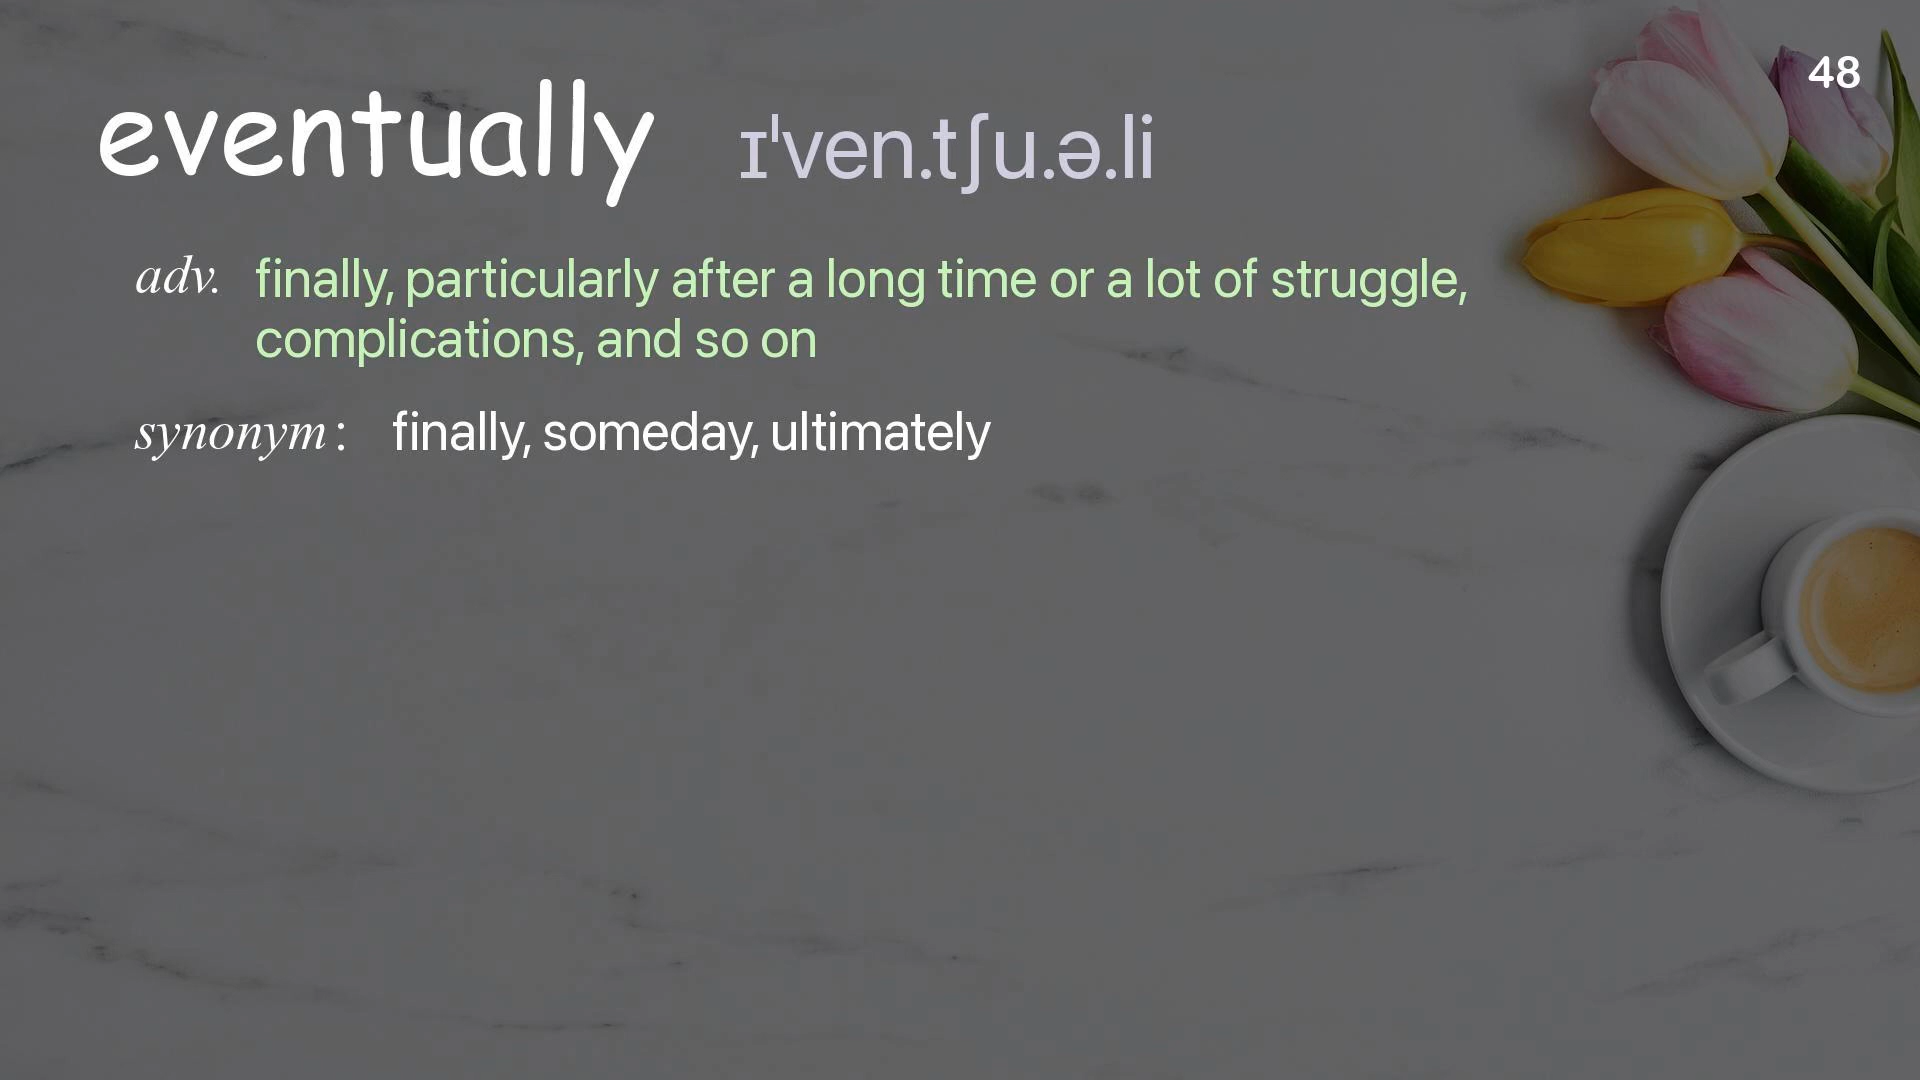 48
eventually ɪˈven.tʃu.ə.li
adv. finally, particularly after a long time or a lot of struggle,
complications, and so on
synonym : finally, someday, ultimately